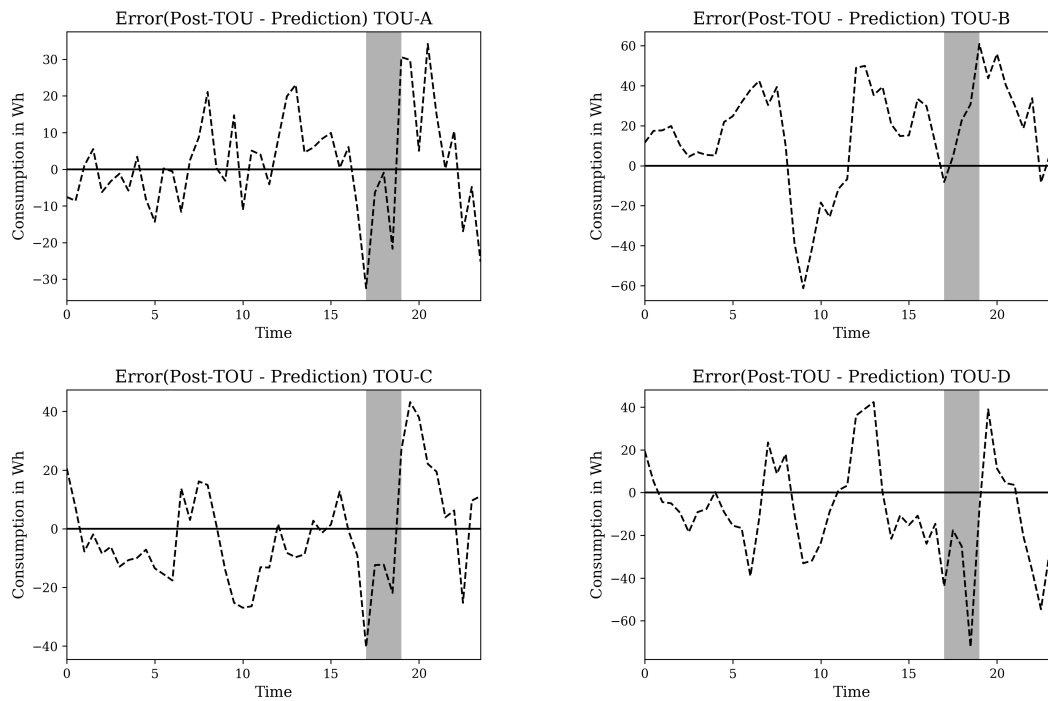 Error(Post-TOU - Prediction) TOU-A
Consumption in Wh
30
20
10
0
−10
−20
−30
0 5 10 15 20
Time
Error(Post-TOU - Prediction) TOU-B
Consumption in Wh
60
40
20
0
−20
−40
−60
0 5 10 15 20
Time
Error(Post-TOU - Prediction) TOU-C
Consumption in Wh
40
20
0
−20
−40
0 5 10 15 20
Time
Error(Post-TOU - Prediction) TOU-D
Consumption in Wh
40
20
0
−20
−40
−60
0 5 10 15 20
Time